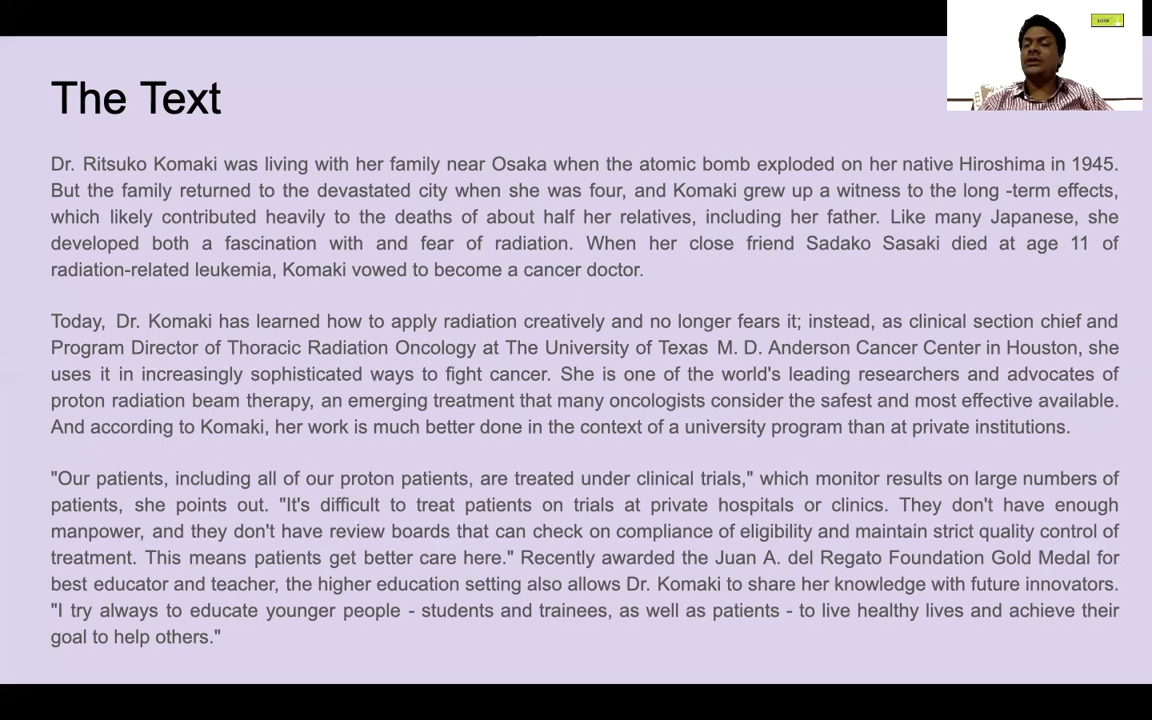 The Text
Dr. Ritsuko Komaki was living with her family near Osaka when the atomic bomb exploded on her native Hiroshima in 1945.
But the family returned to the devastated city when she was four, and Komaki grew up a witness to the long -term effects,
which likely contributed heavily to the deaths of about half her relatives, including her father. Like many Japanese, she
developed both a fascination with and fear of radiation. When her close friend Sadako Sasaki died at age 11 of
radiation-related leukemia, Komaki vowed to become a cancer doctor.
Today, Dr. Komaki has learned how to apply radiation creatively and no longer fears it; instead, as clinical section chief and
Program Director of Thoracic Radiation Oncology at The University of Texas M. D. Anderson Cancer Center in Houston, she
uses it in increasingly sophisticated ways to fight cancer. She is one of the world's leading researchers and advocates of
proton radiation beam therapy, an emerging treatment that many oncologists consider the safest and most effective available.
And according to Komaki, her work is much better done in the context of a university program than at private institutions.
"Our patients, including all of our proton patients, are treated under clinical trials," which monitor results on large numbers of
patients, she points out. "It's difficult to treat patients on trials at private hospitals or clinics. They don't have enough
manpower, and they don't have review boards that can check on compliance of eligibility and maintain strict quality control of
treatment. This means patients get better care here." Recently awarded the Juan A. del Regato Foundation Gold Medal for
best educator and teacher, the higher education setting also allows Dr. Komaki to share her knowledge with future innovators.
"I try always to educate younger people - students and trainees, as well as patients - to live healthy lives and achieve their
goal to help others."